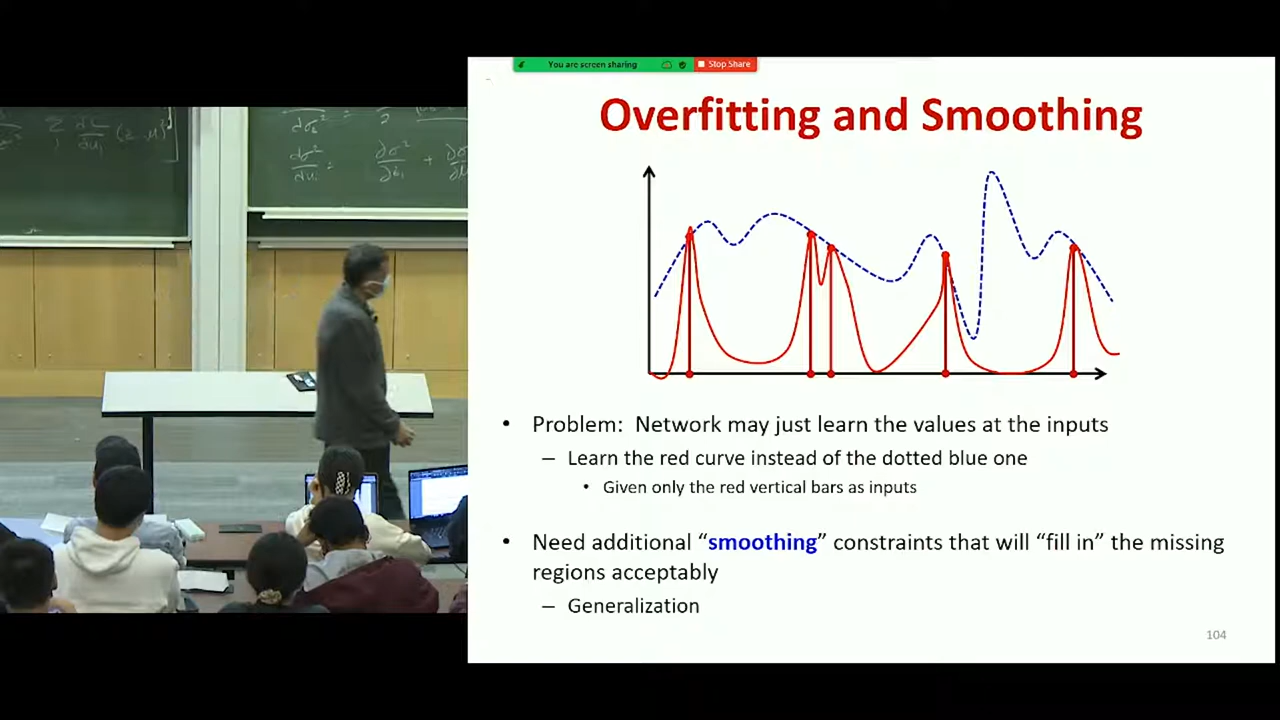 You are screen sharing
Stop Share
Overfitting and Smoothing
• Problem: Network may just learn the values at the inputs
– Learn the red curve instead of the dotted blue one
• Given only the red vertical bars as inputs
• Need additional “smoothing” constraints that will “fill in” the missing
regions acceptably
– Generalization
104